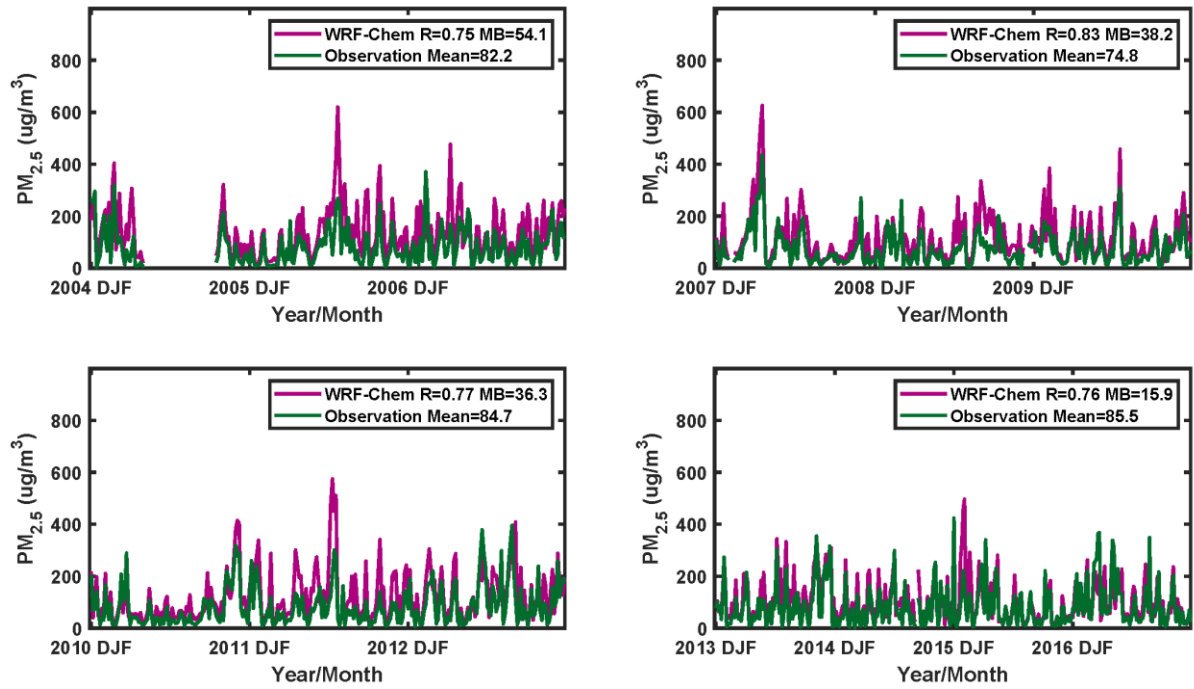 WRF-Chem R=0.75 MB=54.1
Observation Mean=82.2
PM2.5 (ug/m3)
800
600
400
200
0
2004 DJF 2005 DJF 2006 DJF
Year/Month
WRF-Chem R=0.83 MB=38.2
Observation Mean=74.8
PM2.5 (ug/m3)
800
600
400
200
0
2007 DJF 2008 DJF 2009 DJF
Year/Month
WRF-Chem R=0.77 MB=36.3
Observation Mean=84.7
PM2.5 (ug/m3)
800
600
400
200
0
2010 DJF 2011 DJF 2012 DJF
Year/Month
WRF-Chem R=0.76 MB=15.9
Observation Mean=85.5
PM2.5 (ug/m3)
800
600
400
200
0
2013 DJF 2014 DJF 2015 DJF 2016 DJF
Year/Month